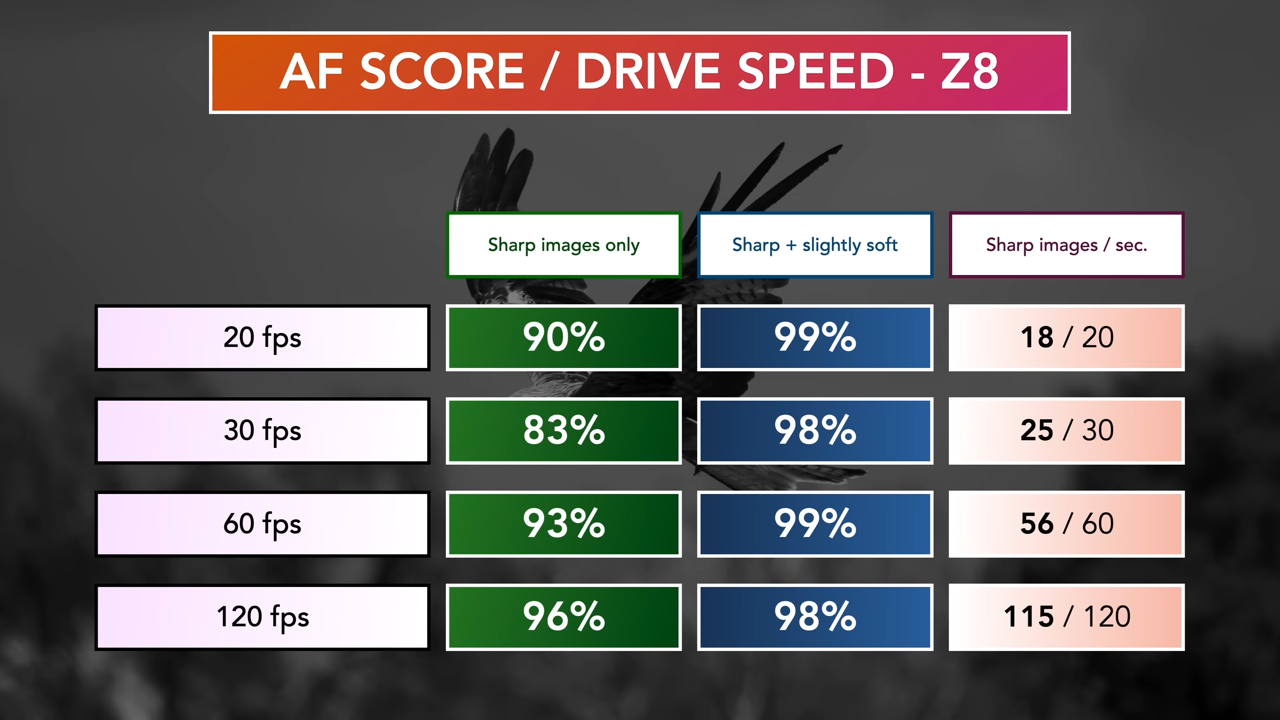 AF SCORE / DRIVE SPEED - Z8
Sharp images only Sharp + slightly soft Sharp images / sec.
20 fps 90% 99% 18 / 20
30 fps 83% 98% 25 / 30
60 fps 93% 99% 56 / 60
120 fps 96% 98% 115 / 120